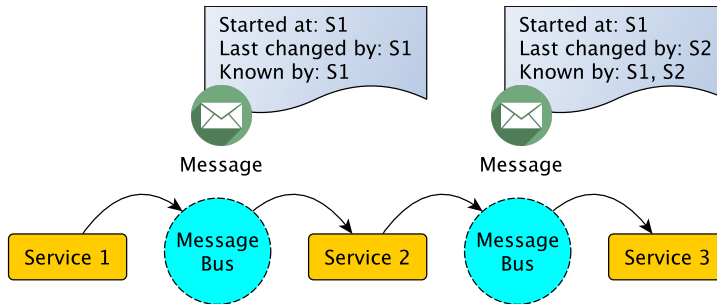 Started at: S1
Last changed by: S1
Known by: S1
Started at: S1
Last changed by: S2
Known by: S1, S2
Message
Message
Service 1
Message
Bus
Service 2
Message
Bus
Service 3